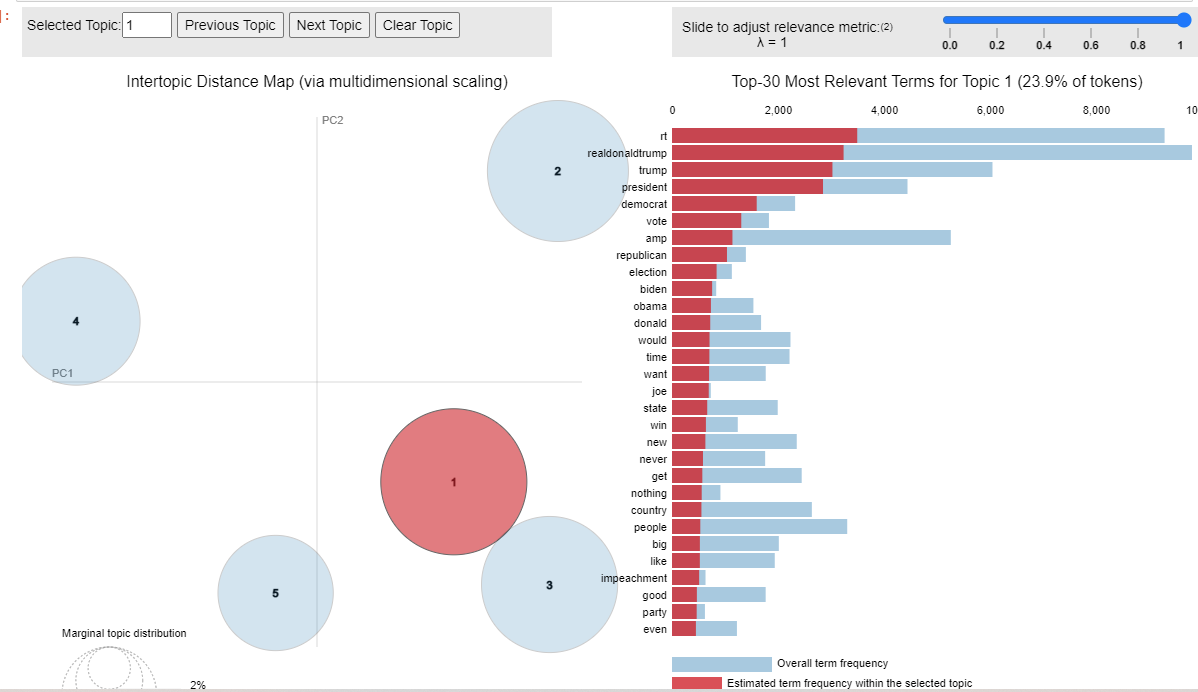 Selected Topic: 1 Previous Topic Next Topic Clear Topic
Slide to adjust relevance metric:(2)
λ = 1
0.0 0.2 0.4 0.6 0.8 1
Intertopic Distance Map (via multidimensional scaling)
PC2
PC1
2
4
1
3
5
Marginal topic distribution
2%
Top-30 Most Relevant Terms for Topic 1 (23.9% of tokens)
0 2,000 4,000 6,000 8,000 10
rt
realdonaldtrump
trump
president
democrat
vote
amp
republican
election
biden
obama
donald
would
time
want
joe
state
win
new
never
get
nothing
country
people
big
like
impeachment
good
party
even
Overall term frequency
Estimated term frequency within the selected topic